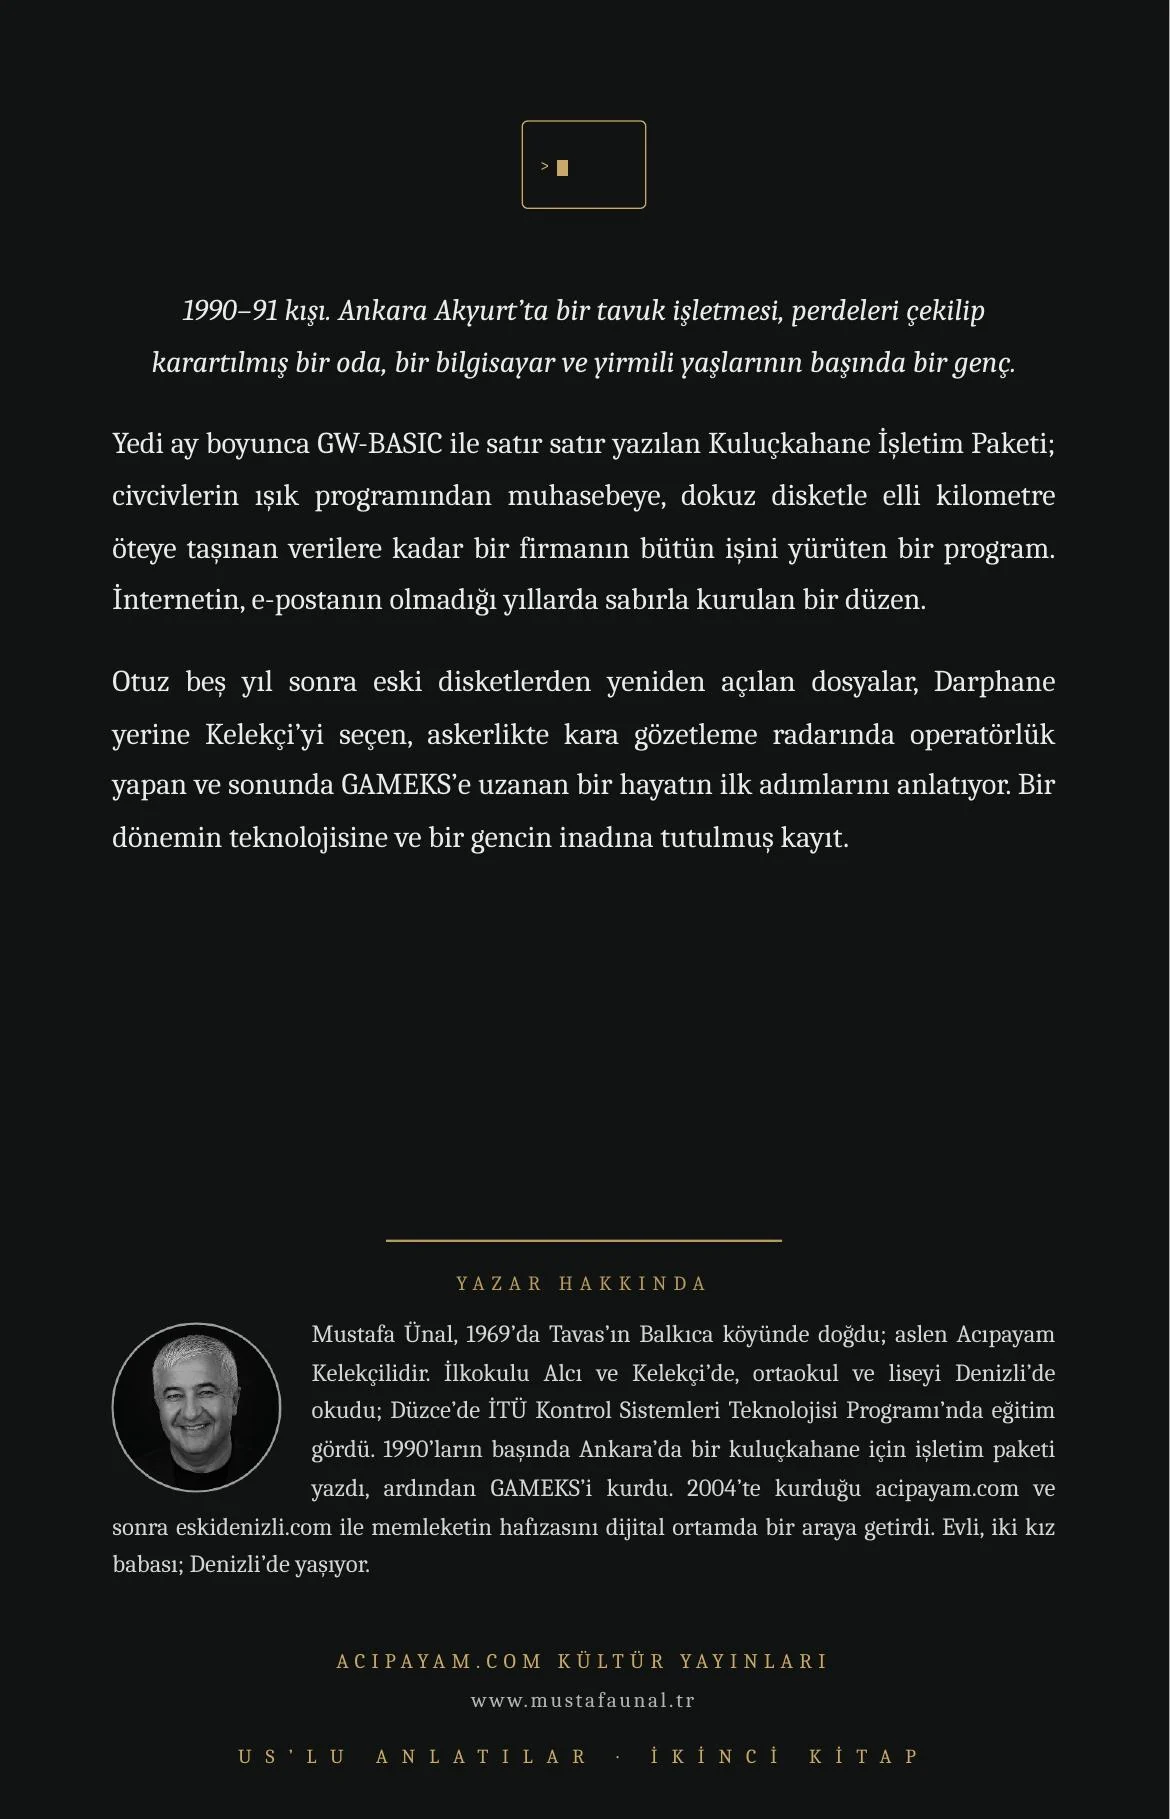 >
1990–91 kışı. Ankara Akyurt’ta bir tavuk işletmesi, perdeleri çekilip
karartılmış bir oda, bir bilgisayar ve yirmili yaşlarının başında bir genç.
Yedi ay boyunca GW-BASIC ile satır satır yazılan Kuluçkahane İşletim Paketi;
civcivlerin ışık programından muhasebeye, dokuz disketle elli kilometre
öteye taşınan verilere kadar bir firmanın bütün işini yürüten bir program.
İnternetin, e-postanın olmadığı yıllarda sabırla kurulan bir düzen.
Otuz beş yıl sonra eski disketlerden yeniden açılan dosyalar, Darphane
yerine Kelekçi’yi seçen, askerlikte kara gözetleme radarında operatörlük
yapan ve sonunda GAMEKS’e uzanan bir hayatın ilk adımlarını anlatıyor. Bir
dönemin teknolojisine ve bir gencin inadına tutulmuş kayıt.
YAZAR HAKKINDA
Mustafa Ünal, 1969’da Tavas’ın Balkıca köyünde doğdu; aslen Acıpayam
Kelekçilidir. İlkokulu Alcı ve Kelekçi’de, ortaokul ve liseyi Denizli’de
okudu; Düzce’de İTÜ Kontrol Sistemleri Teknolojisi Programı’nda eğitim
gördü. 1990’ların başında Ankara’da bir kuluçkahane için işletim paketi
yazdı, ardından GAMEKS’i kurdu. 2004’te kurduğu acipayam.com ve
sonra eskidenizli.com ile memleketin hafızasını dijital ortamda bir araya getirdi. Evli, iki kız
babası; Denizli’de yaşıyor.
ACIPAYAM.COM KÜLTÜR YAYINLARI
www.mustafaunal.tr
US’LU ANLATILAR · İKİNCİ KİTAP